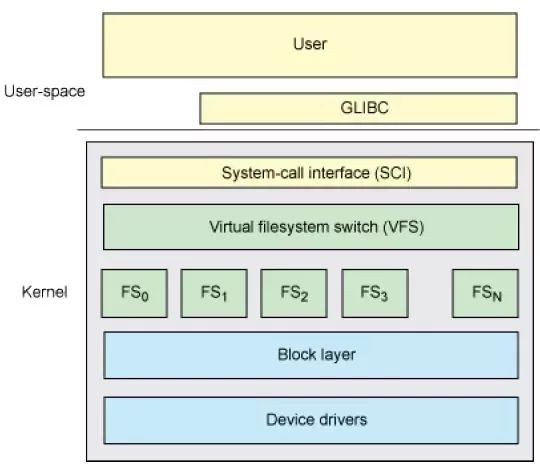 User
User-space
GLIBC
System-call interface (SCI)
Virtual filesystem switch (VFS)
Kernel
FS0 FS1 FS2 FS3 FSN
Block layer
Device drivers